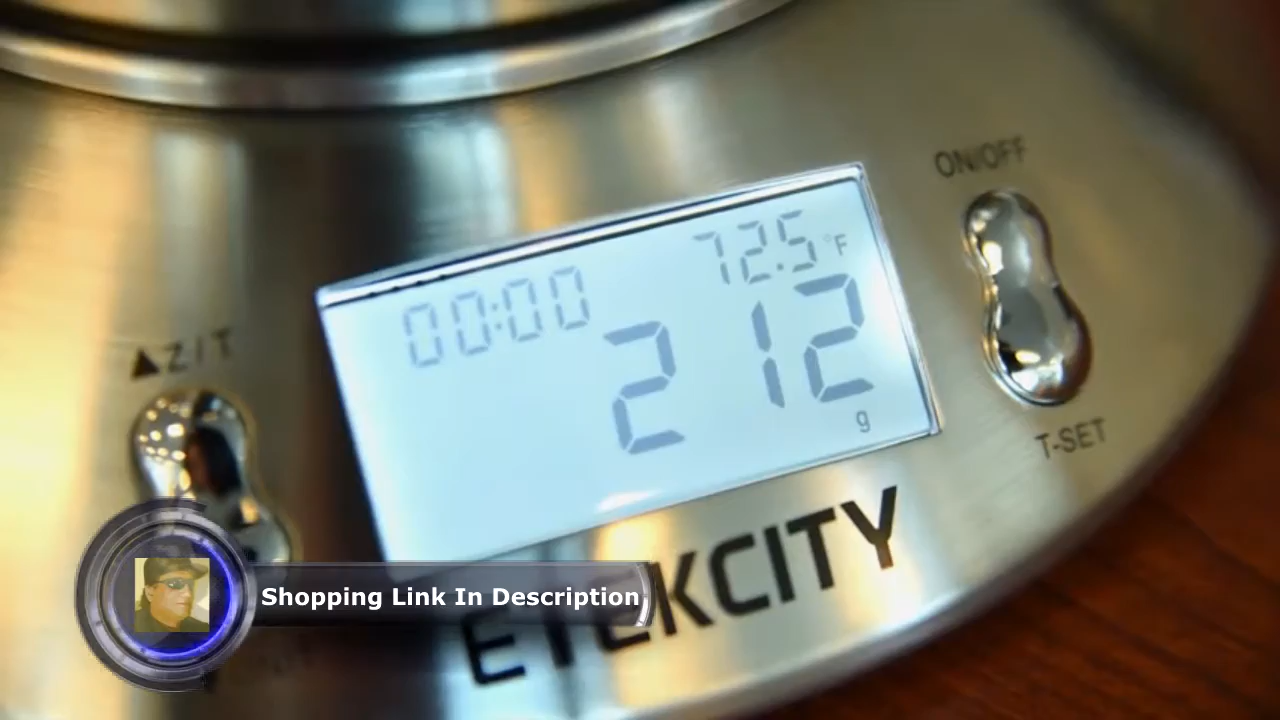 ON/OFF
72.5 °F
00:00
212
g
▲Z/T
T-SET
ETEKCITY
Shopping Link In Description